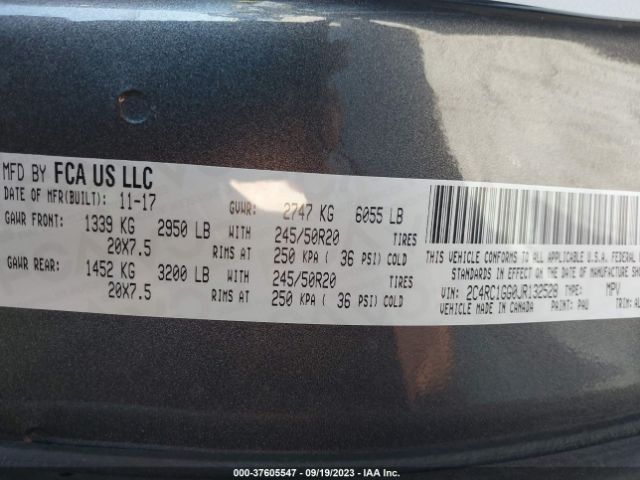 MFD BY FCA US LLC
DATE OF MFR(BUILT): 11-17 GVWR: 2747 KG 6055 LB
GAWR FRONT: 1339 KG 2950 LB WITH 245/50R20 TIRES
20X7.5 RIMS AT 250 KPA ( 36 PSI) COLD
GAWR REAR: 1452 KG 3200 LB WITH 245/50R20 TIRES
20X7.5 RIMS AT 250 KPA ( 36 PSI) COLD
THIS VEHICLE CONFORMS TO ALL APPLICABLE U.S.A. FEDERAL
STANDARDS IN EFFECT ON THE DATE OF MANUFACTURE SHOWN
VIN: 2C4RC1GG0JR132528 TYPE: MPV
VEHICLE MADE IN CANADA PAINT: PAU TRIM:
© - 37605547 - 09/19/2023 - IAA Inc.